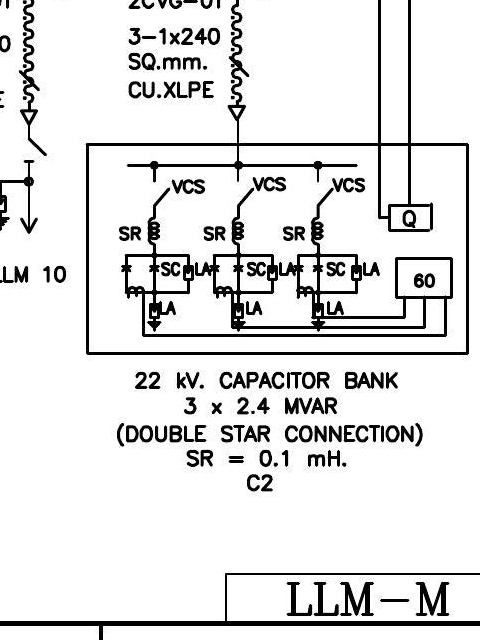 2CVG-01
3-1x240
SQ.mm.
CU.XLPE
VCS VCS VCS
Q
SR SR SR
SC LA SC LA SC LA
60
LA LA LA
LLM 10
22 kV. CAPACITOR BANK
3 x 2.4 MVAR
(DOUBLE STAR CONNECTION)
SR = 0.1 mH.
C2
LLM-M